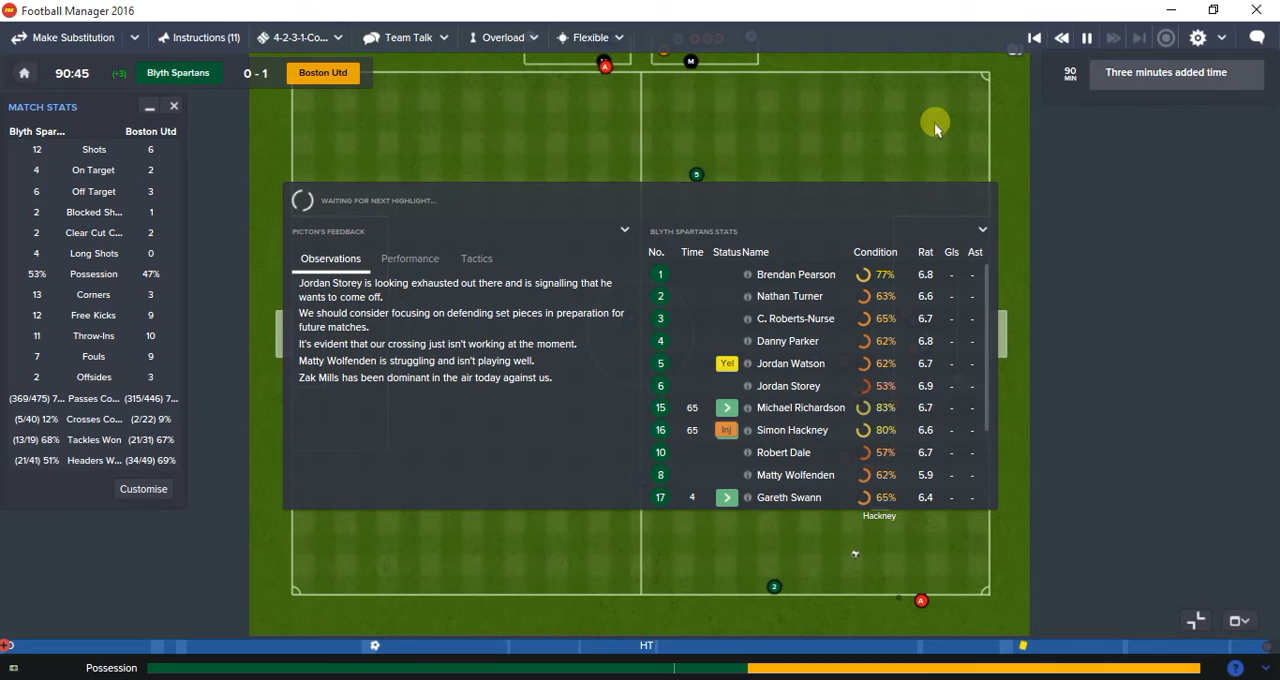 Football Manager 2016
Make Substitution
Instructions (11)
4-2-3-1-Co...
Team Talk
Overload
Flexible
90:45
(+3)
Blyth Spartans
0 - 1
Boston Utd
90 MIN
Three minutes added time
MATCH STATS
Blyth Spar... Boston Utd
12 Shots 6
4 On Target 2
6 Off Target 3
2 Blocked Sh... 1
2 Clear Cut C... 2
4 Long Shots 0
53% Possession 47%
13 Corners 3
12 Free Kicks 9
11 Throw-Ins 10
7 Fouls 9
2 Offsides 3
(369/475) 7... Passes Co... (315/446) 7...
(5/40) 12% Crosses Co... (2/22) 9%
(13/19) 68% Tackles Won (21/31) 67%
(21/41) 51% Headers W... (34/49) 69%
Customise
A
M
5
WAITING FOR NEXT HIGHLIGHT...
PICTON'S FEEDBACK
Observations Performance Tactics
Jordan Storey is looking exhausted out there and is signalling that he
wants to come off.
We should consider focusing on defending set pieces in preparation for
future matches.
It's evident that our crossing just isn't working at the moment.
Matty Wolfenden is struggling and isn't playing well.
Zak Mills has been dominant in the air today against us.
BLYTH SPARTANS STATS
No. Time Status Name Condition Rat Gls Ast
1 Brendan Pearson 77% 6.8 - -
2 Nathan Turner 63% 6.6 - -
3 C. Roberts-Nurse 65% 6.7 - -
4 Danny Parker 62% 6.8 - -
5 Yel Jordan Watson 62% 6.7 - -
6 Jordan Storey 53% 6.9 - -
15 65 Michael Richardson 83% 6.7 - -
16 65 Inj Simon Hackney 80% 6.6 - -
10 Robert Dale 57% 6.7 - -
8 Matty Wolfenden 62% 5.9 - -
17 4 Gareth Swann 65% 6.4 - -
Hackney
2
A
HT
Possession